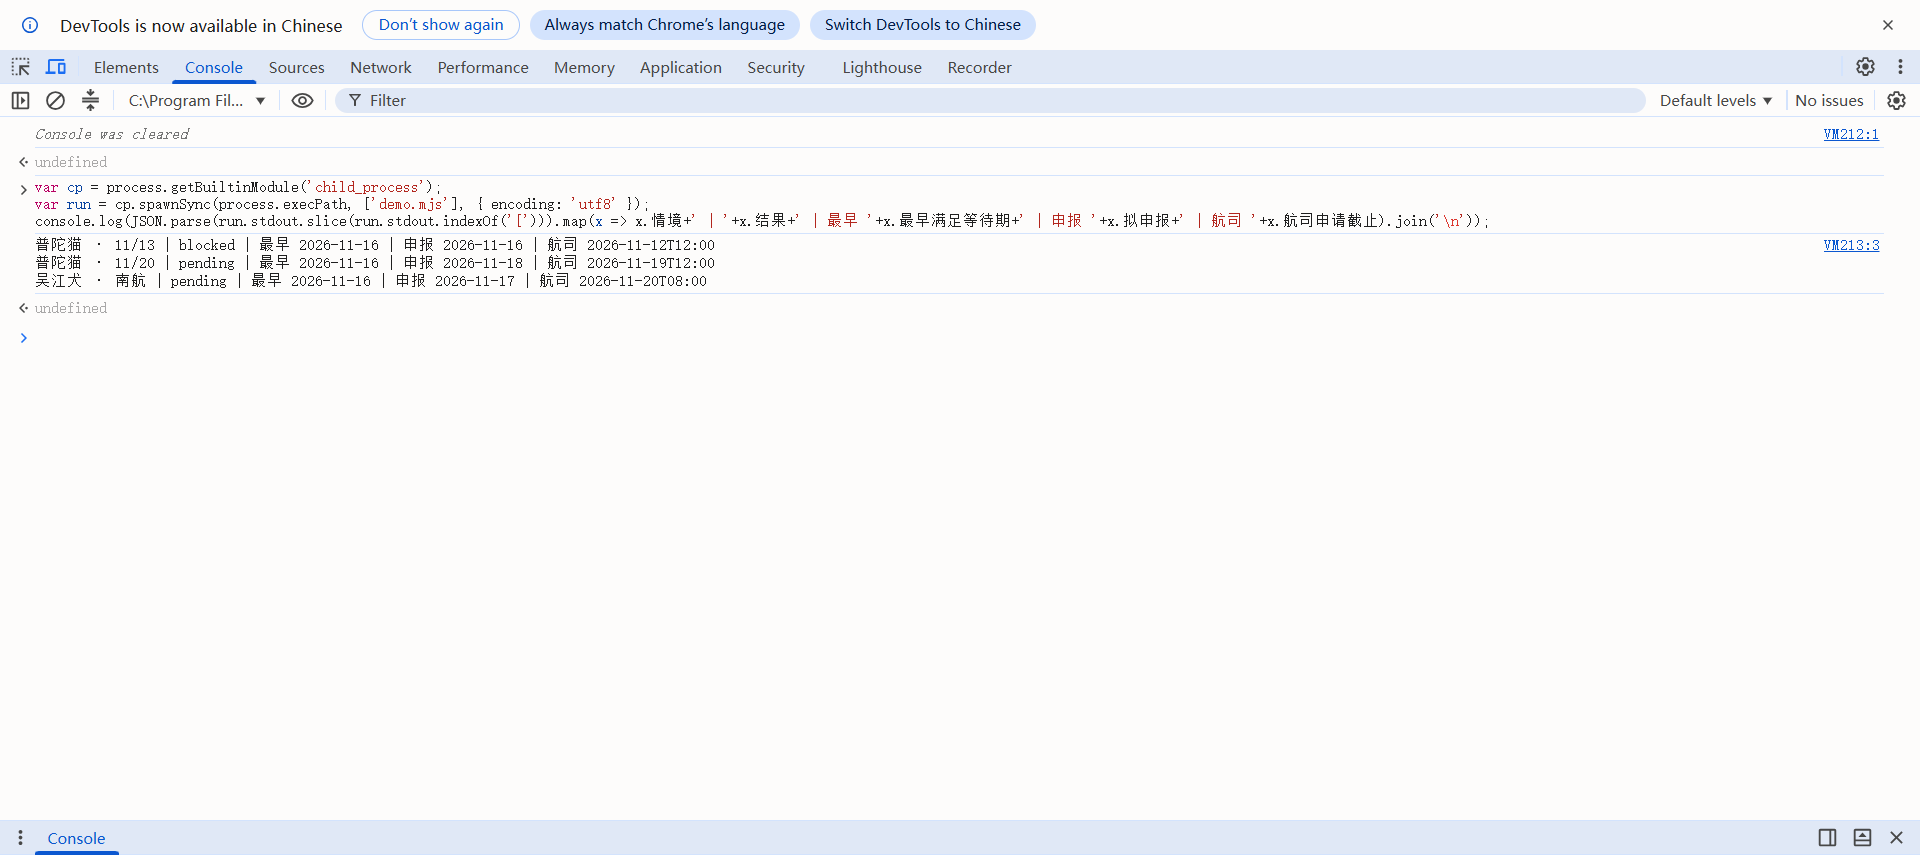 DevTools is now available in Chinese Don't show again Always match Chrome's language Switch DevTools to Chinese
Elements Console Sources Network Performance Memory Application Security Lighthouse Recorder
C:\Program Fil... Filter Default levels No issues
Console was cleared VM212:1
undefined
var cp = process.getBuiltinModule('child_process');
var run = cp.spawnSync(process.execPath, ['demo.mjs'], { encoding: 'utf8' });
console.log(JSON.parse(run.stdout.slice(run.stdout.indexOf('['))).map(x => x.情境+' | '+x.结果+' | 最早 '+x.最早满足等待期+' | 申报 '+x.拟申报+' | 航司 '+x.航司申请截止).join('\n'));
普陀猫 · 11/13 | blocked | 最早 2026-11-16 | 申报 2026-11-16 | 航司 2026-11-12T12:00 VM213:3
普陀猫 · 11/20 | pending | 最早 2026-11-16 | 申报 2026-11-18 | 航司 2026-11-19T12:00
吴江犬 · 南航 | pending | 最早 2026-11-16 | 申报 2026-11-17 | 航司 2026-11-20T08:00
undefined
Console